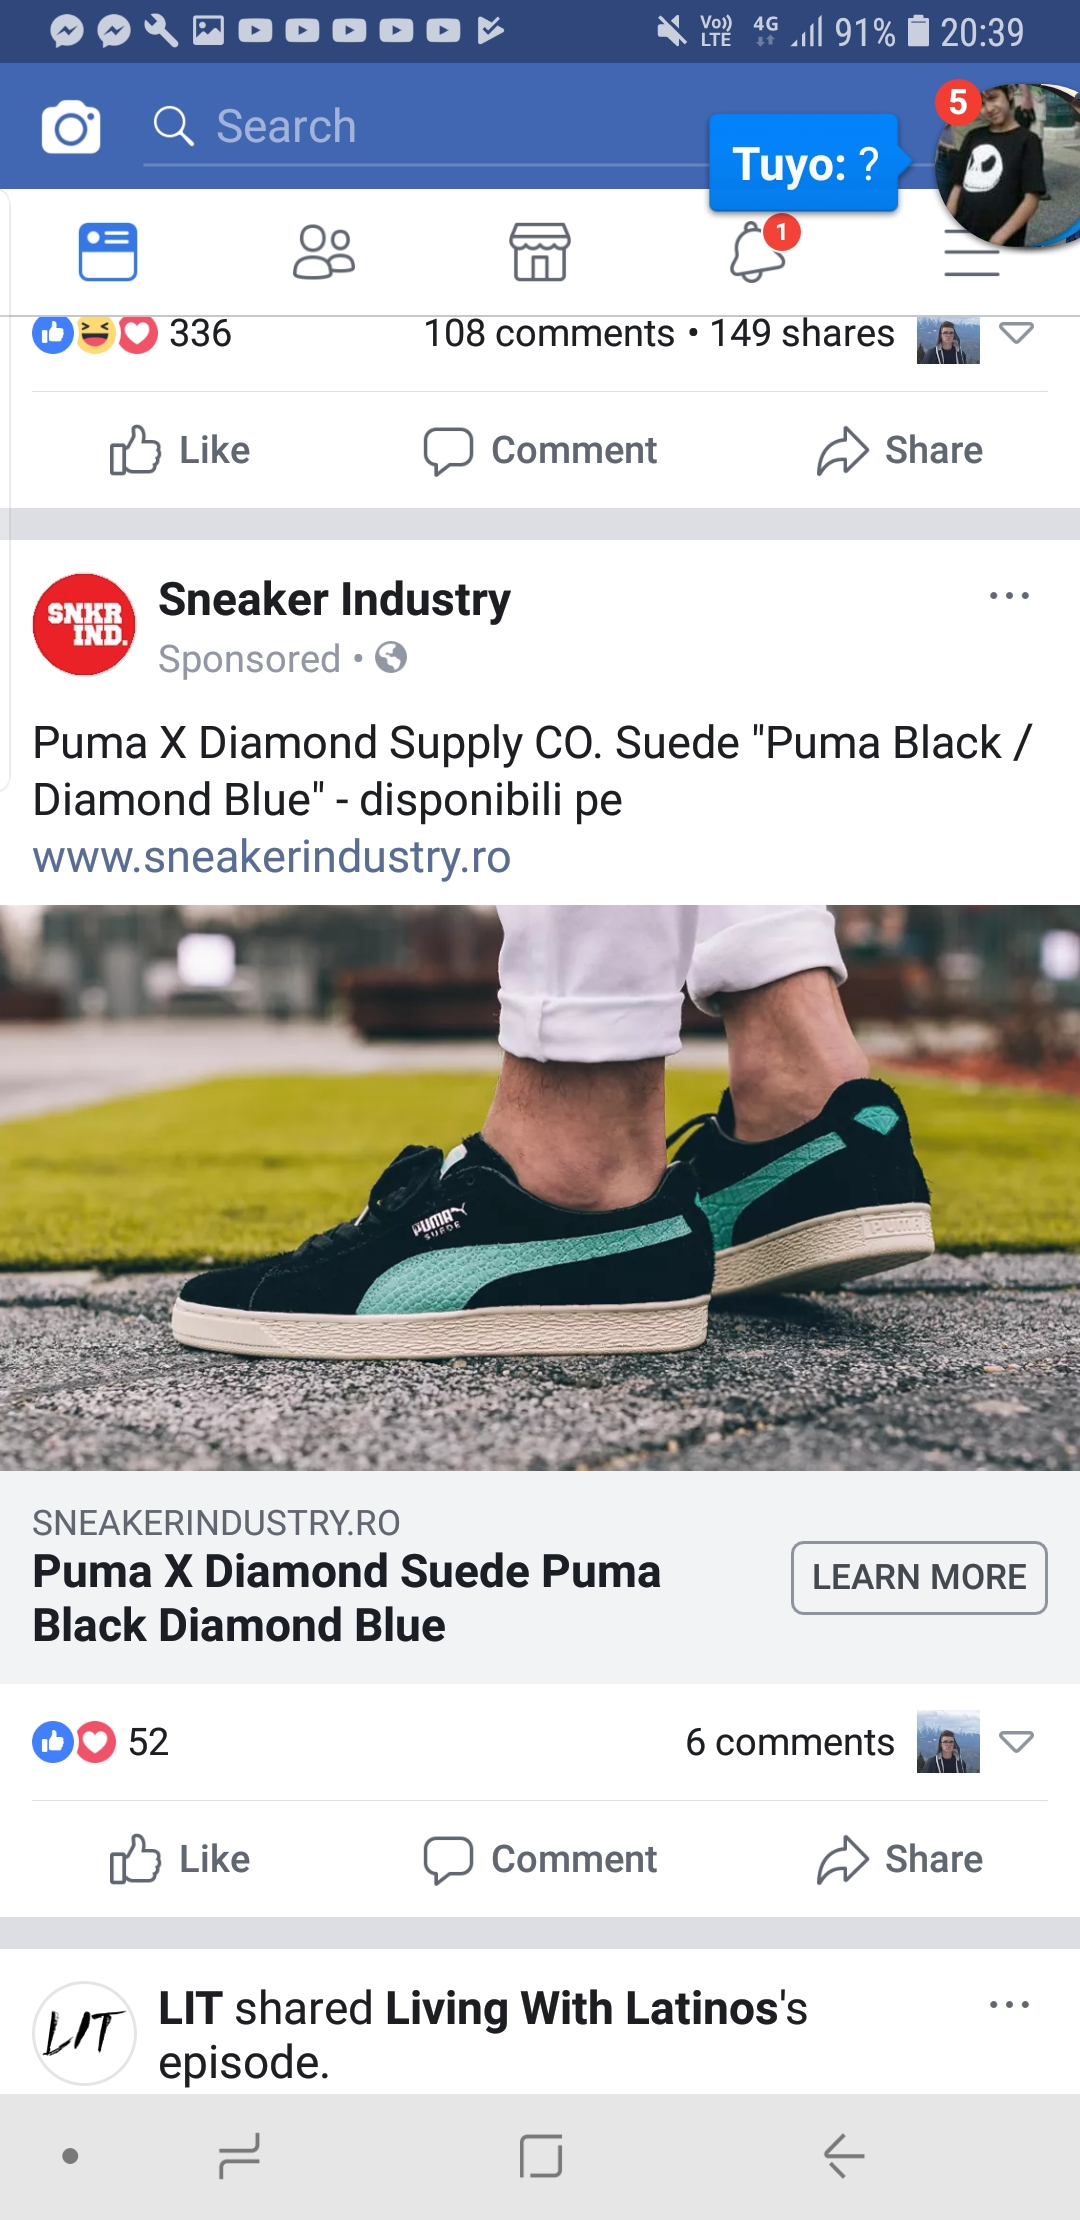 Vo)) LTE 4G 91% 20:39
Search
Tuyo: ?
5
1
336 108 comments • 149 shares
Like Comment Share
SNKR IND.
Sneaker Industry
Sponsored •
Puma X Diamond Supply CO. Suede "Puma Black /
Diamond Blue" - disponibili pe
www.sneakerindustry.ro
PUMA
SUEDE
PUMA
SNEAKERINDUSTRY.RO
Puma X Diamond Suede Puma
Black Diamond Blue
LEARN MORE
52 6 comments
Like Comment Share
LIT
LIT shared Living With Latinos's
episode.